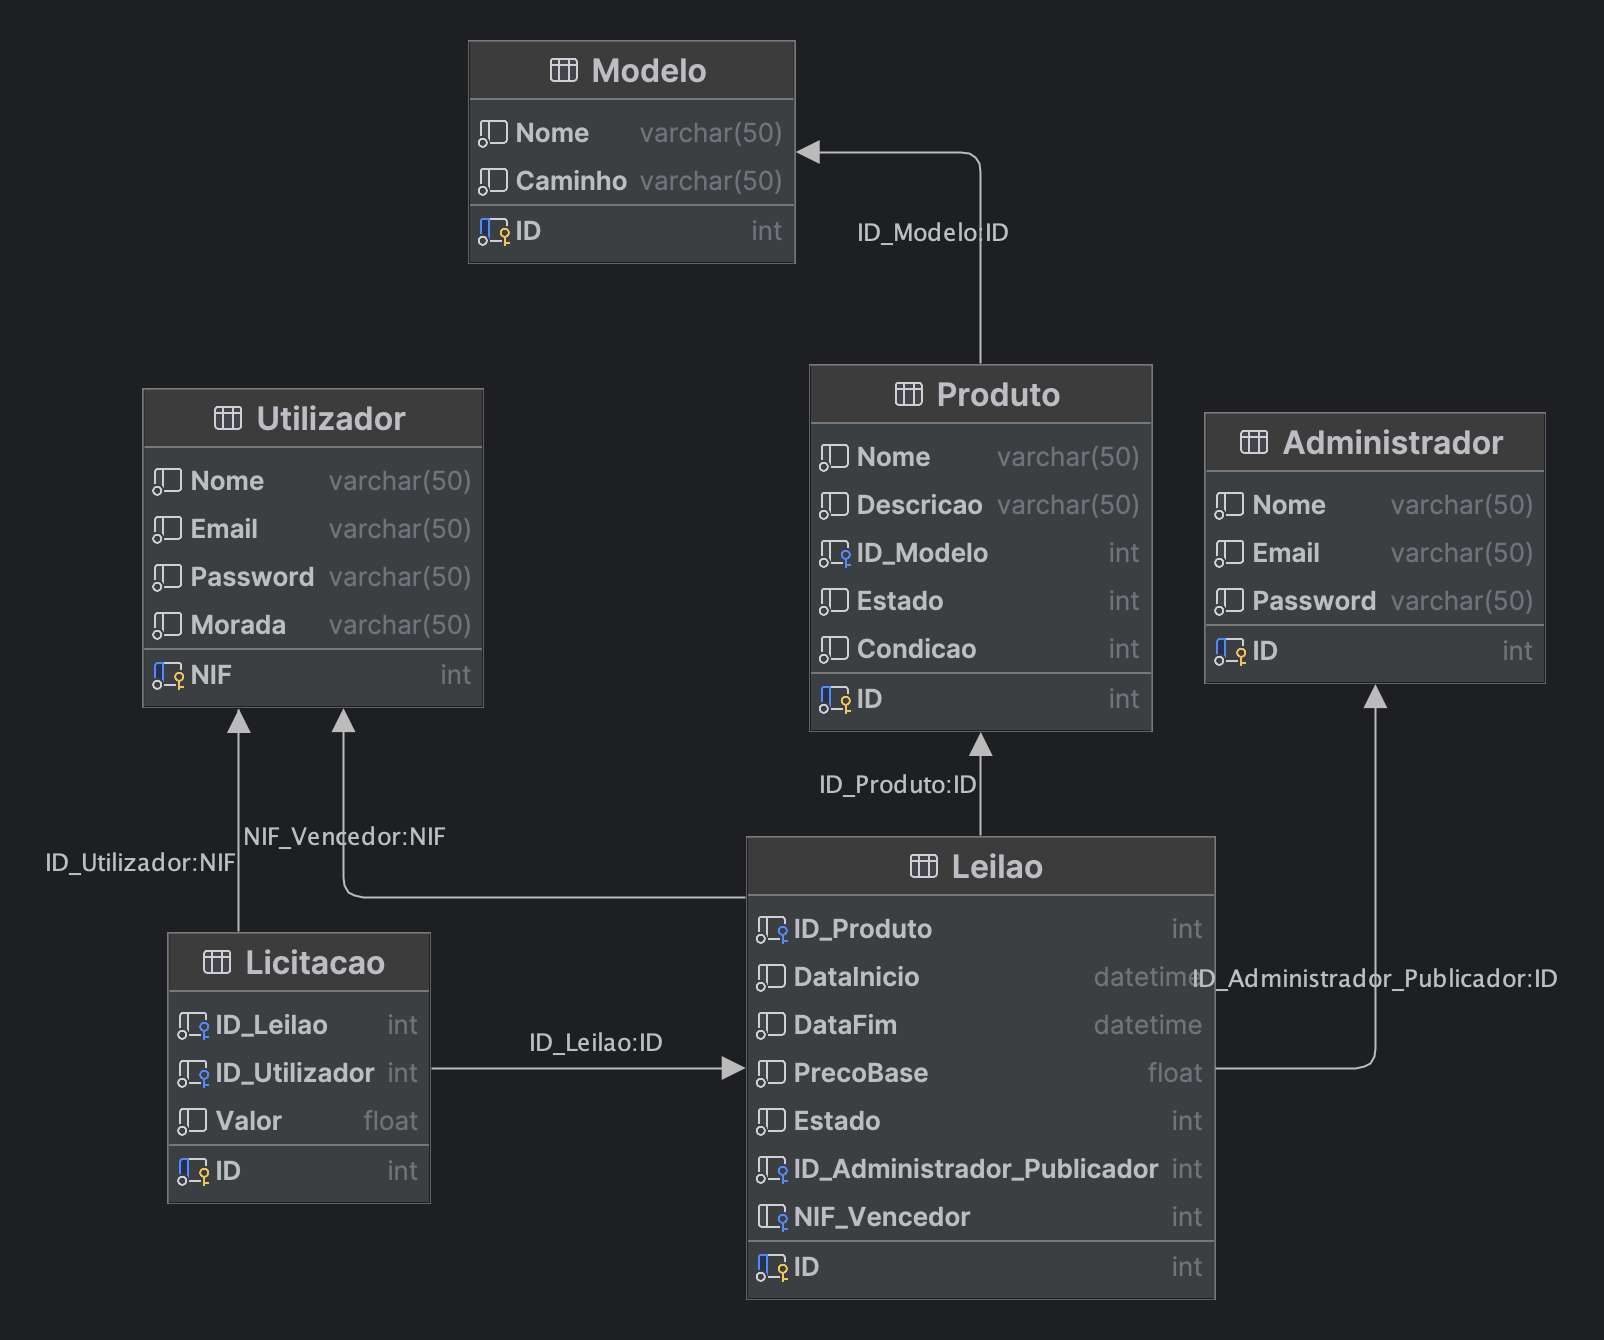 Modelo
Nome varchar(50)
Caminho varchar(50)
ID int
ID_Modelo:ID
Utilizador
Nome varchar(50)
Email varchar(50)
Password varchar(50)
Morada varchar(50)
NIF int
Produto
Nome varchar(50)
Descricao varchar(50)
ID_Modelo int
Estado int
Condicao int
ID int
Administrador
Nome varchar(50)
Email varchar(50)
Password varchar(50)
ID int
ID_Produto:ID
NIF_Vencedor:NIF
ID_Utilizador:NIF
Licitacao
ID_Leilao int
ID_Utilizador int
Valor float
ID int
ID_Leilao:ID
Leilao
ID_Produto int
DataInicio datetime
DataFim datetime
PrecoBase float
Estado int
ID_Administrador_Publicador int
NIF_Vencedor int
ID int
ID_Administrador_Publicador:ID